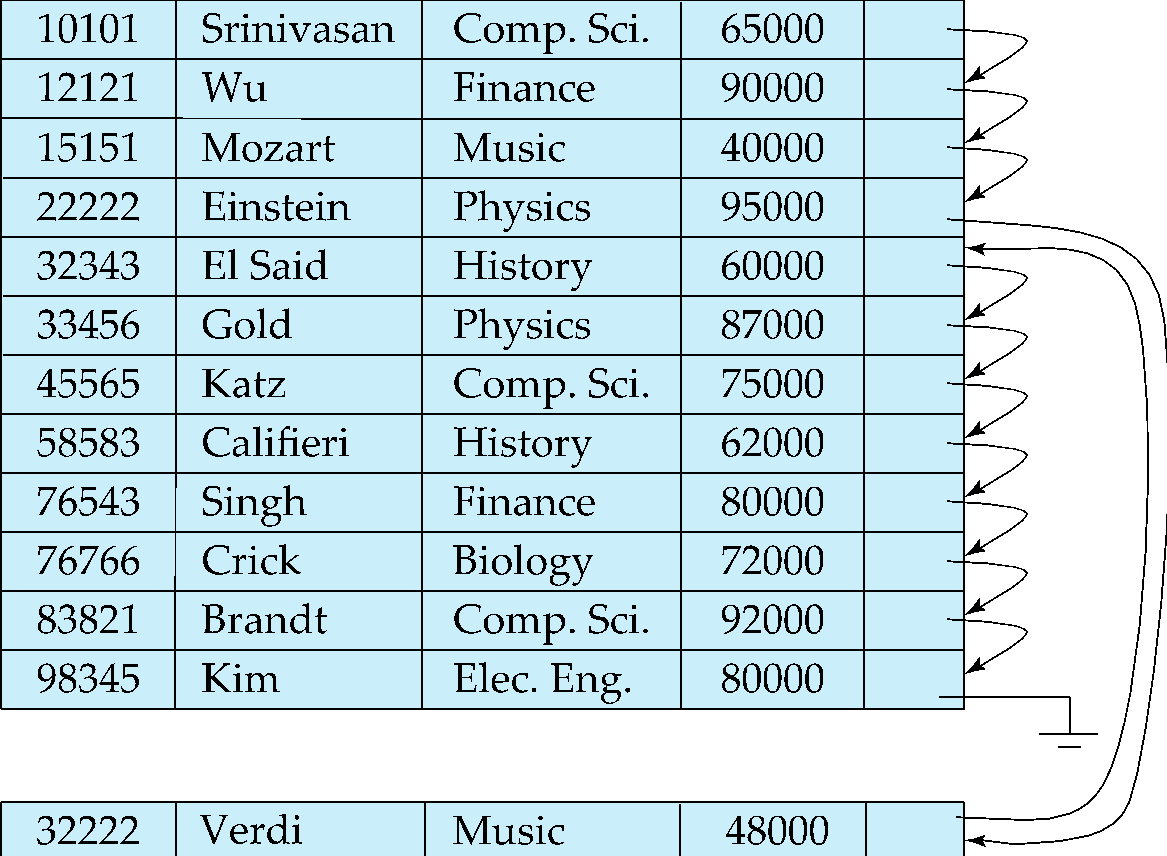 10101 Srinivasan Comp. Sci. 65000
12121 Wu Finance 90000
15151 Mozart Music 40000
22222 Einstein Physics 95000
32343 El Said History 60000
33456 Gold Physics 87000
45565 Katz Comp. Sci. 75000
58583 Califieri History 62000
76543 Singh Finance 80000
76766 Crick Biology 72000
83821 Brandt Comp. Sci. 92000
98345 Kim Elec. Eng. 80000
32222 Verdi Music 48000